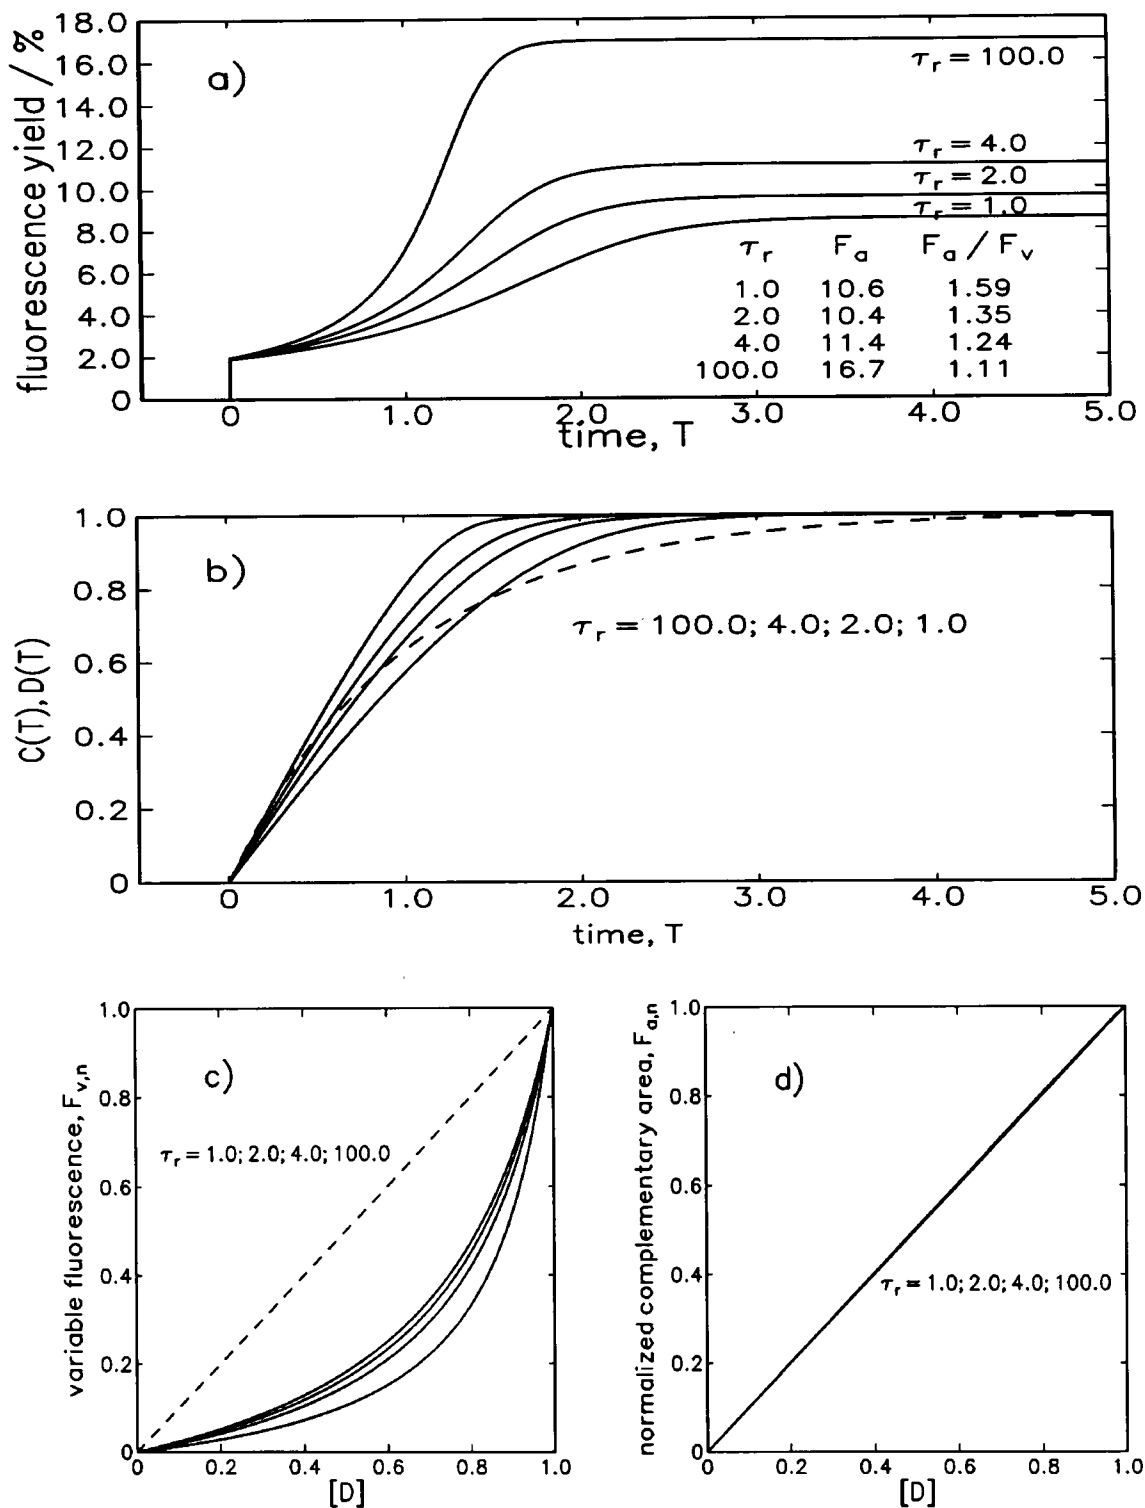 fluorescence yield / %
18.0
16.0
14.0
12.0
10.0
8.0
6.0
4.0
2.0
0
a)
τr = 100.0
τr = 4.0
τr = 2.0
τr = 1.0
τr Fa Fa / Fv
1.0 10.6 1.59
2.0 10.4 1.35
4.0 11.4 1.24
100.0 16.7 1.11
0 1.0 2.0 3.0 4.0 5.0
time, T
C(T), D(T)
1.0
0.8
0.6
0.4
0.2
0
b)
τr = 100.0; 4.0; 2.0; 1.0
0 1.0 2.0 3.0 4.0 5.0
time, T
variable fluorescence, Fv,n
1.0
0.8
0.6
0.4
0.2
0
c)
τr = 1.0; 2.0; 4.0; 100.0
0 0.2 0.4 0.6 0.8 1.0
[D]
normalized complementary area, Fa,n
1.0
0.8
0.6
0.4
0.2
0
d)
τr = 1.0; 2.0; 4.0; 100.0
0 0.2 0.4 0.6 0.8 1.0
[D]